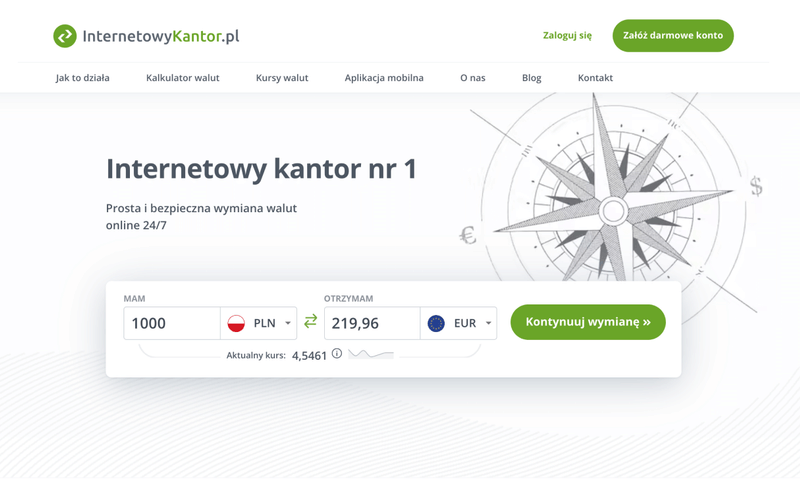 InternetowyKantor.pl
Zaloguj się
Załóż darmowe konto
Jak to działa
Kalkulator walut
Kursy walut
Aplikacja mobilna
O nas
Blog
Kontakt
Internetowy kantor nr 1
Prosta i bezpieczna wymiana walut
online 24/7
$
€
MAM
OTRZYMAM
1000
PLN
219,96
EUR
Kontynuuj wymianę »
Aktualny kurs: 4,5461